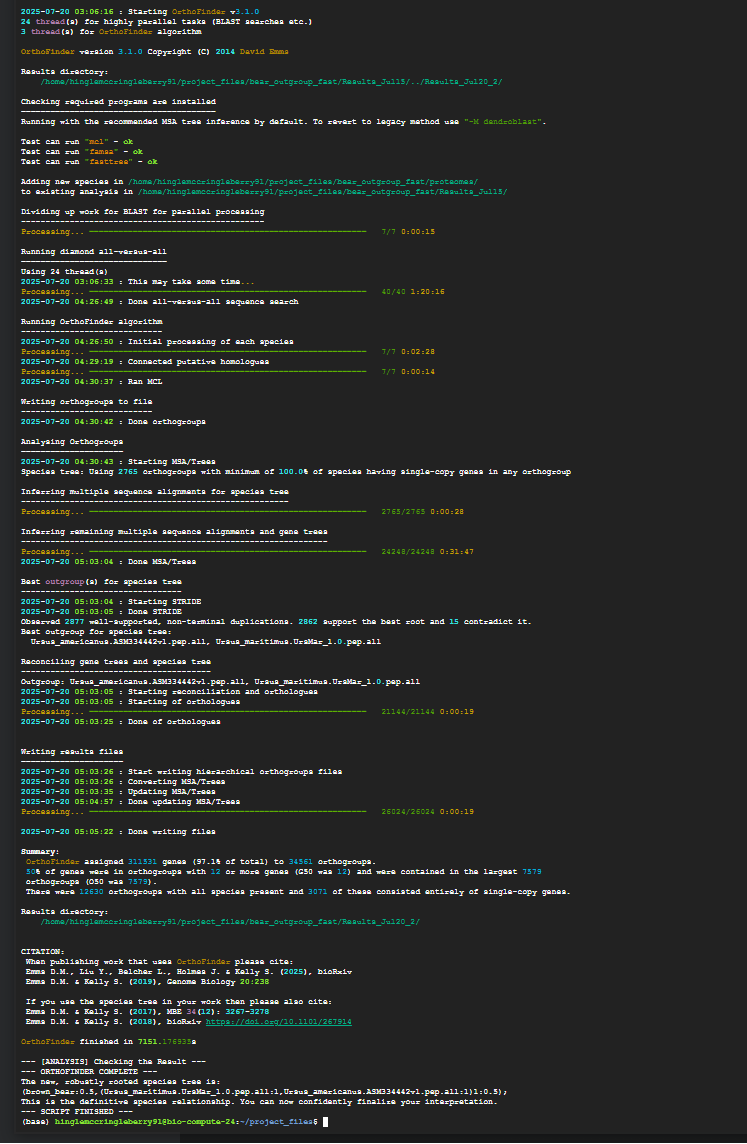 2025-07-20 03:06:16 : Starting OrthoFinder v3.1.0
24 thread(s) for highly parallel tasks (BLAST searches etc.)
3 thread(s) for OrthoFinder algorithm
OrthoFinder version 3.1.0 Copyright (C) 2014 David Emms
Results directory:
/home/hinglemccringleberry91/project_files/bear_outgroup_fast/Results_Jul15/../Results_Jul20_2/
Checking required programs are installed
----------------------------------------
Running with the recommended MSA tree inference by default. To revert to legacy method use "-M dendroblast".
Test can run "mcl" - ok
Test can run "famsa" - ok
Test can run "fasttree" - ok
Adding new species in /home/hinglemccringleberry91/project_files/bear_outgroup_fast/proteomes/
to existing analysis in /home/hinglemccringleberry91/project_files/bear_outgroup_fast/Results_Jul15/
Dividing up work for BLAST for parallel processing
--------------------------------------------------
Processing... 7/7 0:00:15
Running diamond all-versus-all
------------------------------
Using 24 thread(s)
2025-07-20 03:06:33 : This may take some time...
Processing... 40/40 1:20:16
2025-07-20 04:26:49 : Done all-versus-all sequence search
Running OrthoFinder algorithm
-----------------------------
2025-07-20 04:26:50 : Initial processing of each species
Processing... 7/7 0:02:28
2025-07-20 04:29:19 : Connected putative homologues
Processing... 7/7 0:00:14
2025-07-20 04:30:37 : Ran MCL
Writing orthogroups to file
---------------------------
2025-07-20 04:30:42 : Done orthogroups
Analysing Orthogroups
---------------------
2025-07-20 04:30:43 : Starting MSA/Trees
Species tree: Using 2765 orthogroups with minimum of 100.0% of species having single-copy genes in any orthogroup
Inferring multiple sequence alignments for species tree
-------------------------------------------------------
Processing... 2765/2765 0:00:28
Inferring remaining multiple sequence alignments and gene trees
---------------------------------------------------------------
Processing... 24248/24248 0:31:47
2025-07-20 05:03:04 : Done MSA/Trees
Best outgroup(s) for species tree
---------------------------------
2025-07-20 05:03:04 : Starting STRIDE
2025-07-20 05:03:05 : Done STRIDE
Observed 2877 well-supported, non-terminal duplications. 2862 support the best root and 15 contradict it.
Best outgroup for species tree:
Ursus_americanus.ASM334442v1.pep.all, Ursus_maritimus.UrsMar_1.0.pep.all
Reconciling gene trees and species tree
---------------------------------------
Outgroup: Ursus_americanus.ASM334442v1.pep.all, Ursus_maritimus.UrsMar_1.0.pep.all
2025-07-20 05:03:05 : Starting reconciliation and orthologues
2025-07-20 05:03:05 : Starting of orthologues
Processing... 21144/21144 0:00:19
2025-07-20 05:03:25 : Done of orthologues
Writing results files
---------------------
2025-07-20 05:03:26 : Start writing hierarchical orthogroups files
2025-07-20 05:03:26 : Converting MSA/Trees
2025-07-20 05:03:35 : Updating MSA/Trees
2025-07-20 05:04:57 : Done updating MSA/Trees
Processing... 26024/26024 0:00:19
2025-07-20 05:05:22 : Done writing files
Summary:
OrthoFinder assigned 311531 genes (97.1% of total) to 34561 orthogroups.
50% of genes were in orthogroups with 12 or more genes (G50 was 12) and were contained in the largest 7579
orthogroups (O50 was 7579).
There were 12630 orthogroups with all species present and 3071 of these consisted entirely of single-copy genes.
Results directory:
/home/hinglemccringleberry91/project_files/bear_outgroup_fast/Results_Jul20_2/
CITATION:
When publishing work that uses OrthoFinder please cite:
Emms D.M., Liu Y., Belcher L., Holmes J. & Kelly S. (2025), bioRxiv
Emms D.M. & Kelly S. (2019), Genome Biology 20:238
If you use the species tree in your work then please also cite:
Emms D.M. & Kelly S. (2017), MBE 34(12): 3267-3278
Emms D.M. & Kelly S. (2018), bioRxiv https://doi.org/10.1101/267914
OrthoFinder finished in 7151.176935s
--- [ANALYSIS] Checking the Result ---
--- ORTHOFINDER COMPLETE ---
The new, robustly rooted species tree is:
(brown_bear:0.5,(Ursus_maritimus.UrsMar_1.0.pep.all:1,Ursus_americanus.ASM334442v1.pep.all:1)1:0.5);
This is the definitive species relationship. You can now confidently finalize your interpretation.
--- SCRIPT FINISHED ---
(base) hinglemccringleberry91@bio-compute-24:~/project_files$